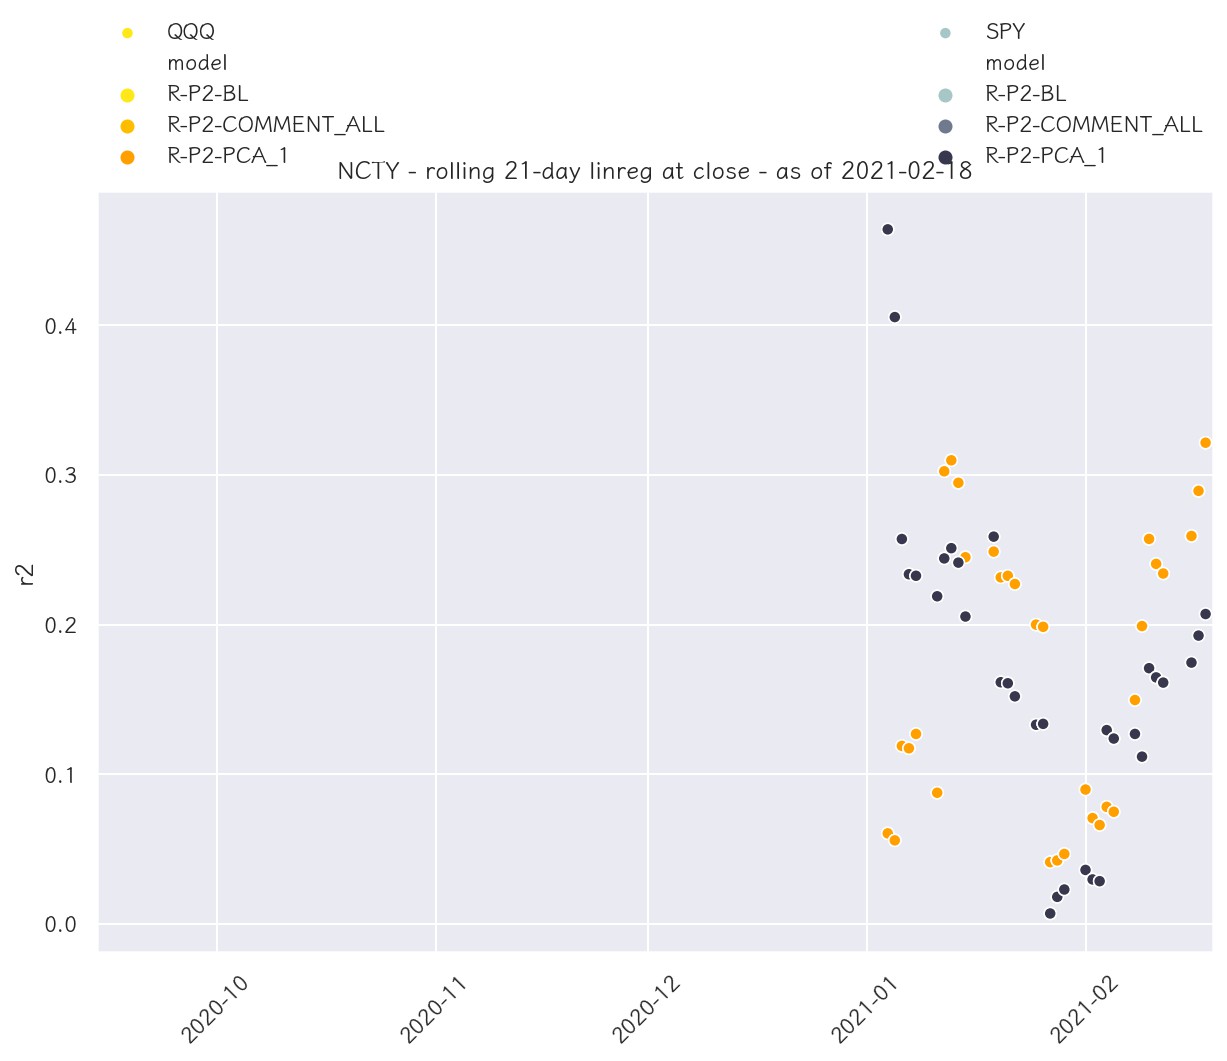 QQQ
model
R-P2-BL
R-P2-COMMENT_ALL
R-P2-PCA_1
SPY
model
R-P2-BL
R-P2-COMMENT_ALL
R-P2-PCA_1
NCTY - rolling 21-day linreg at close - as of 2021-02-18
r2
0.4
0.3
0.2
0.1
0.0
2020-10
2020-11
2020-12
2021-01
2021-02